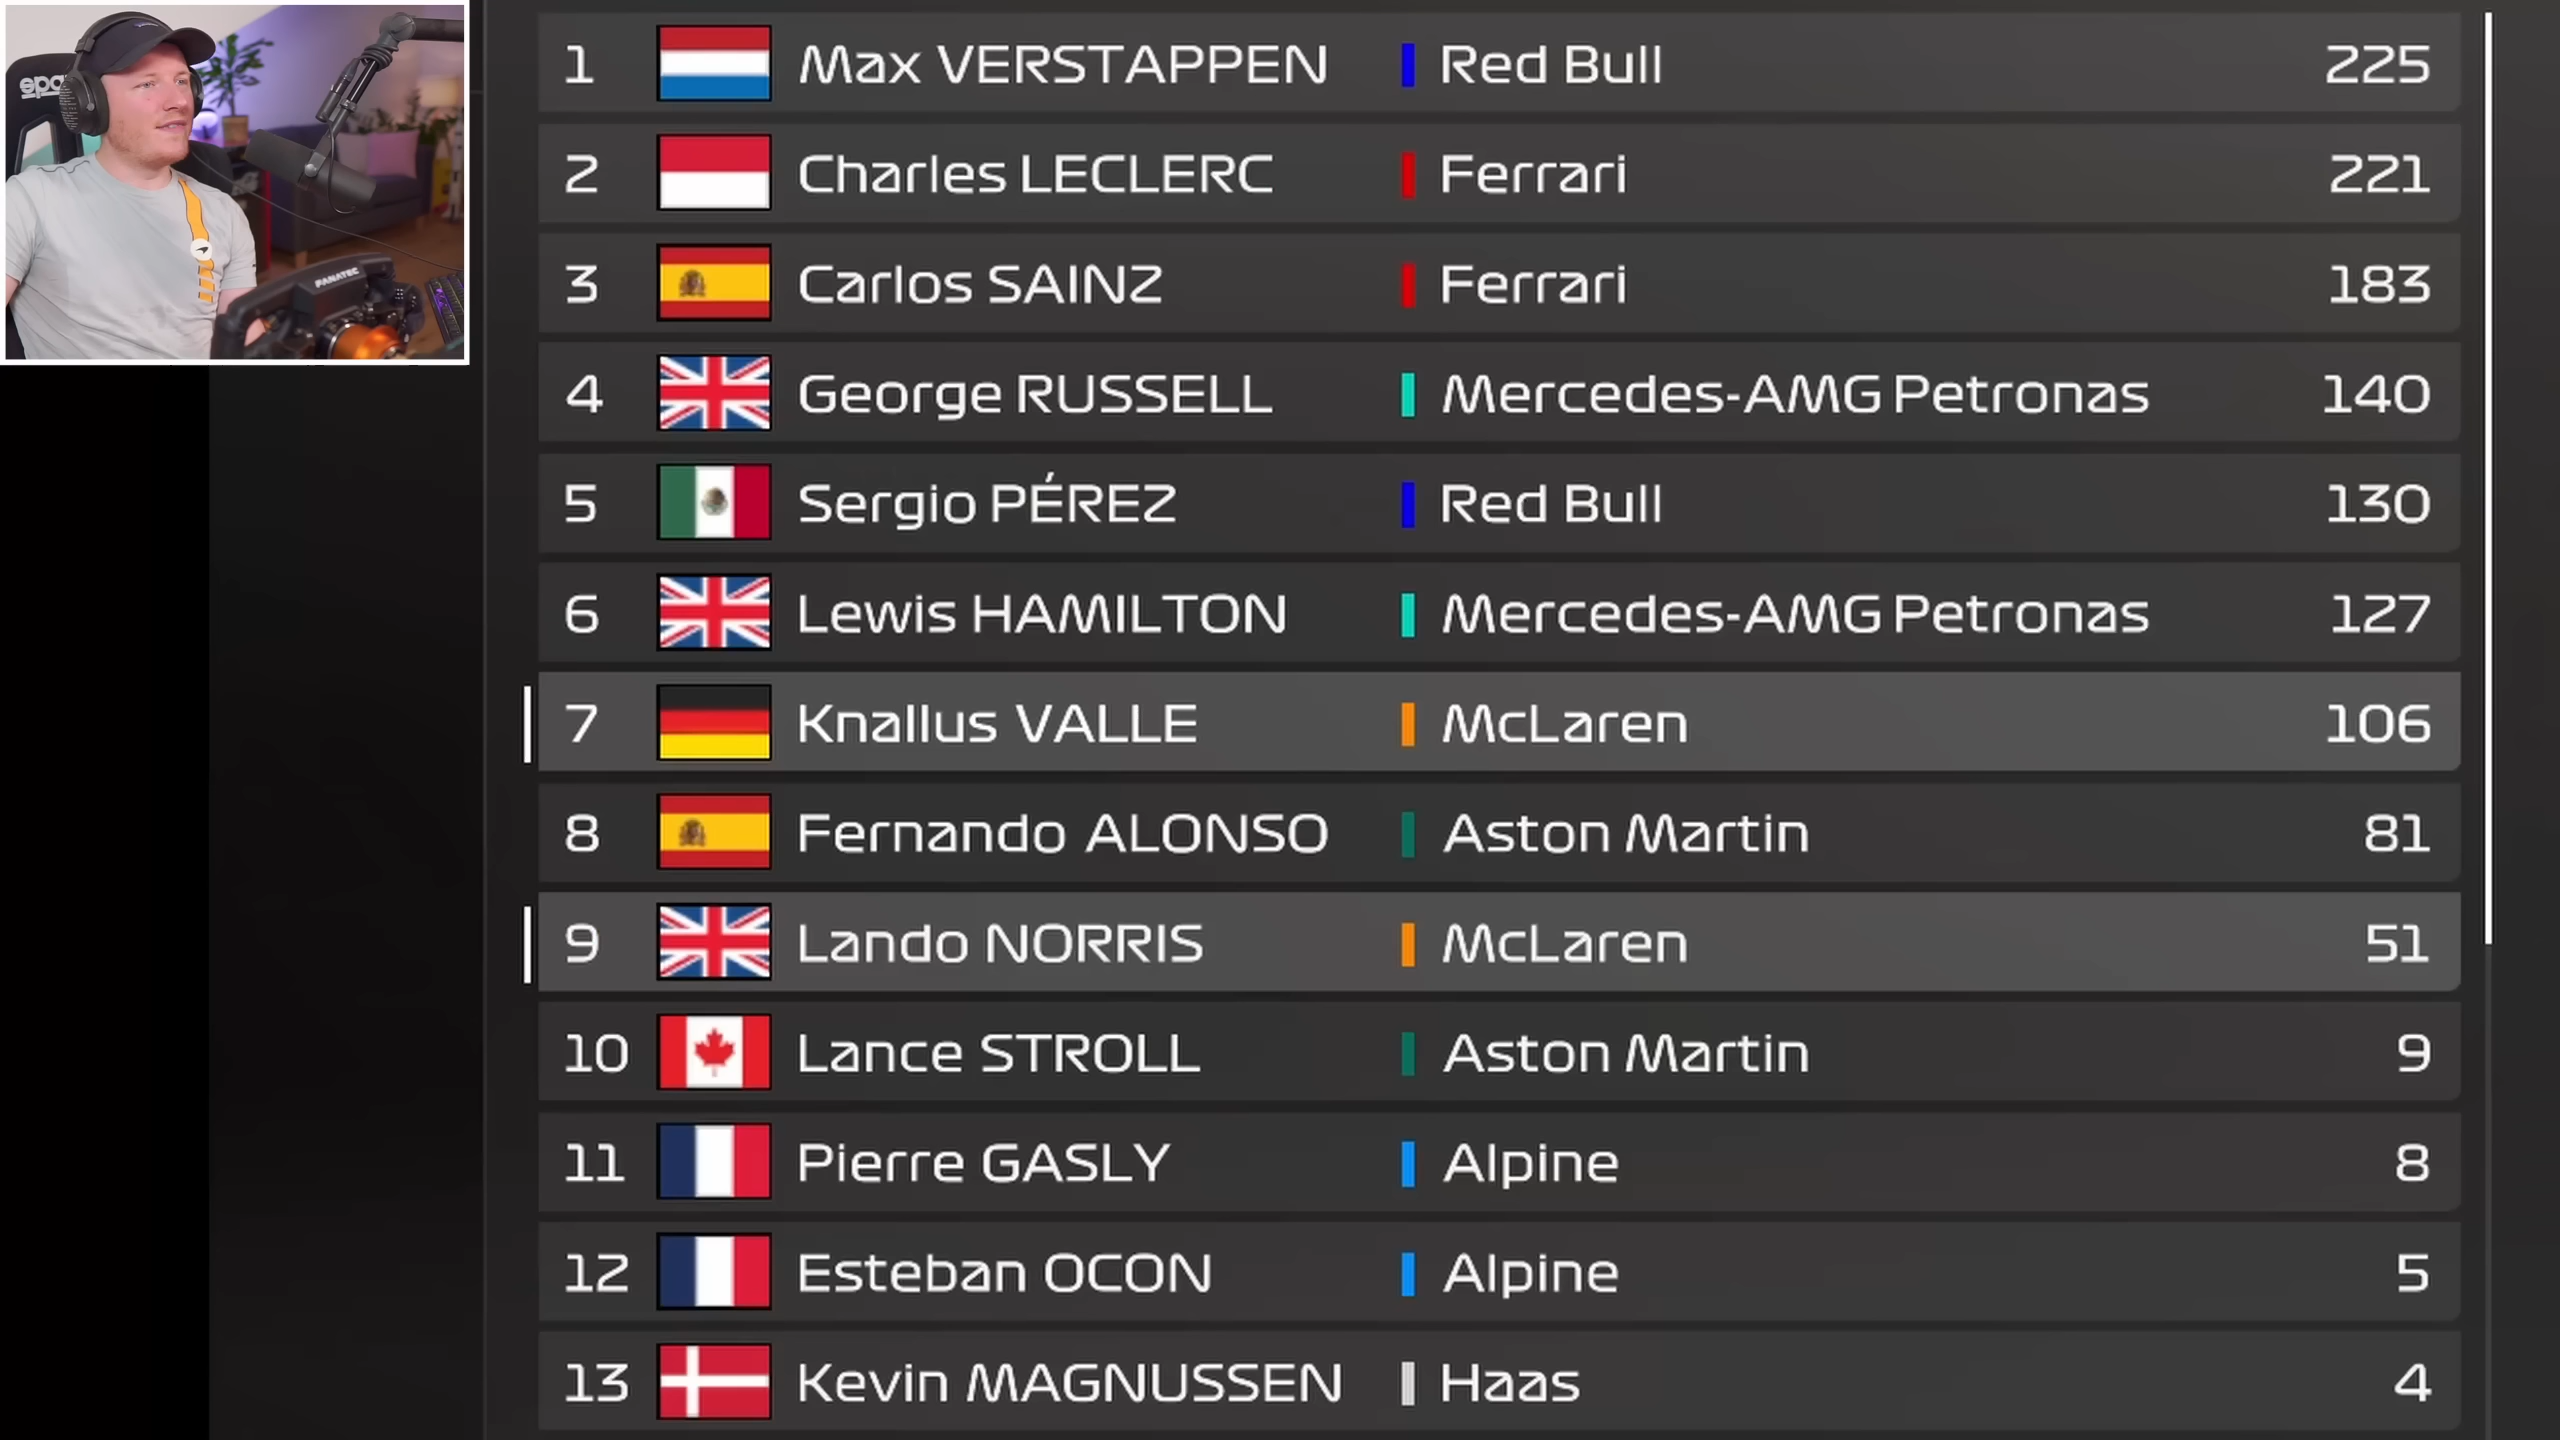 1 Max VERSTAPPEN Red Bull 225
2 Charles LECLERC Ferrari 221
3 Carlos SAINZ Ferrari 183
4 George RUSSELL Mercedes-AMG Petronas 140
5 Sergio PÉREZ Red Bull 130
6 Lewis HAMILTON Mercedes-AMG Petronas 127
7 Knallus VALLE McLaren 106
8 Fernando ALONSO Aston Martin 81
9 Lando NORRIS McLaren 51
10 Lance STROLL Aston Martin 9
11 Pierre GASLY Alpine 8
12 Esteban OCON Alpine 5
13 Kevin MAGNUSSEN Haas 4
FANATEC